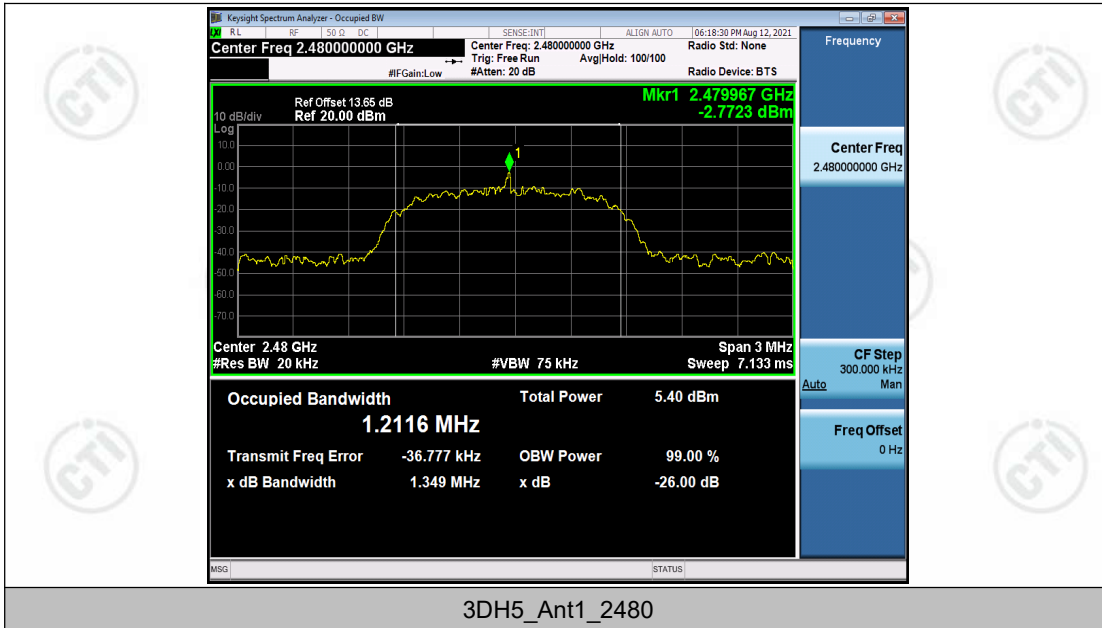 Keysight Spectrum Analyzer - Occupied BW
LXI RL RF 50 Ω DC SENSE:INT ALIGN AUTO 06:18:30 PM Aug 12, 2021
Center Freq 2.480000000 GHz
Center Freq: 2.480000000 GHz Radio Std: None
Trig: Free Run Avg|Hold: 100/100
#IFGain:Low #Atten: 20 dB Radio Device: BTS
Frequency
Mkr1 2.479967 GHz
-2.7723 dBm
Ref Offset 13.65 dB
10 dB/div Ref 20.00 dBm
Log
10.0
0.00
-10.0
-20.0
-30.0
-40.0
-50.0
-60.0
-70.0
1
Center 2.48 GHz Span 3 MHz
#Res BW 20 kHz #VBW 75 kHz Sweep 7.133 ms
Center Freq
2.480000000 GHz
CF Step
300.000 kHz
Auto Man
Freq Offset
0 Hz
Occupied Bandwidth Total Power 5.40 dBm
1.2116 MHz
Transmit Freq Error -36.777 kHz OBW Power 99.00 %
x dB Bandwidth 1.349 MHz x dB -26.00 dB
MSG STATUS
3DH5_Ant1_2480
CTI
CTI
CTI
CTI